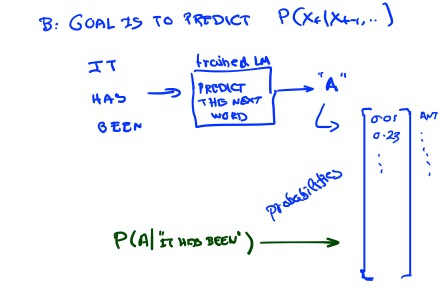 B: GOAL IS TO PREDICT P(Xt|Xt-1,..)
IT
HAS
BEEN
trained LM
PREDICT
THE NEXT
WORD
"A"
0.01 ANT
0.23
probabilities
P(A|"IT HAS BEEN")